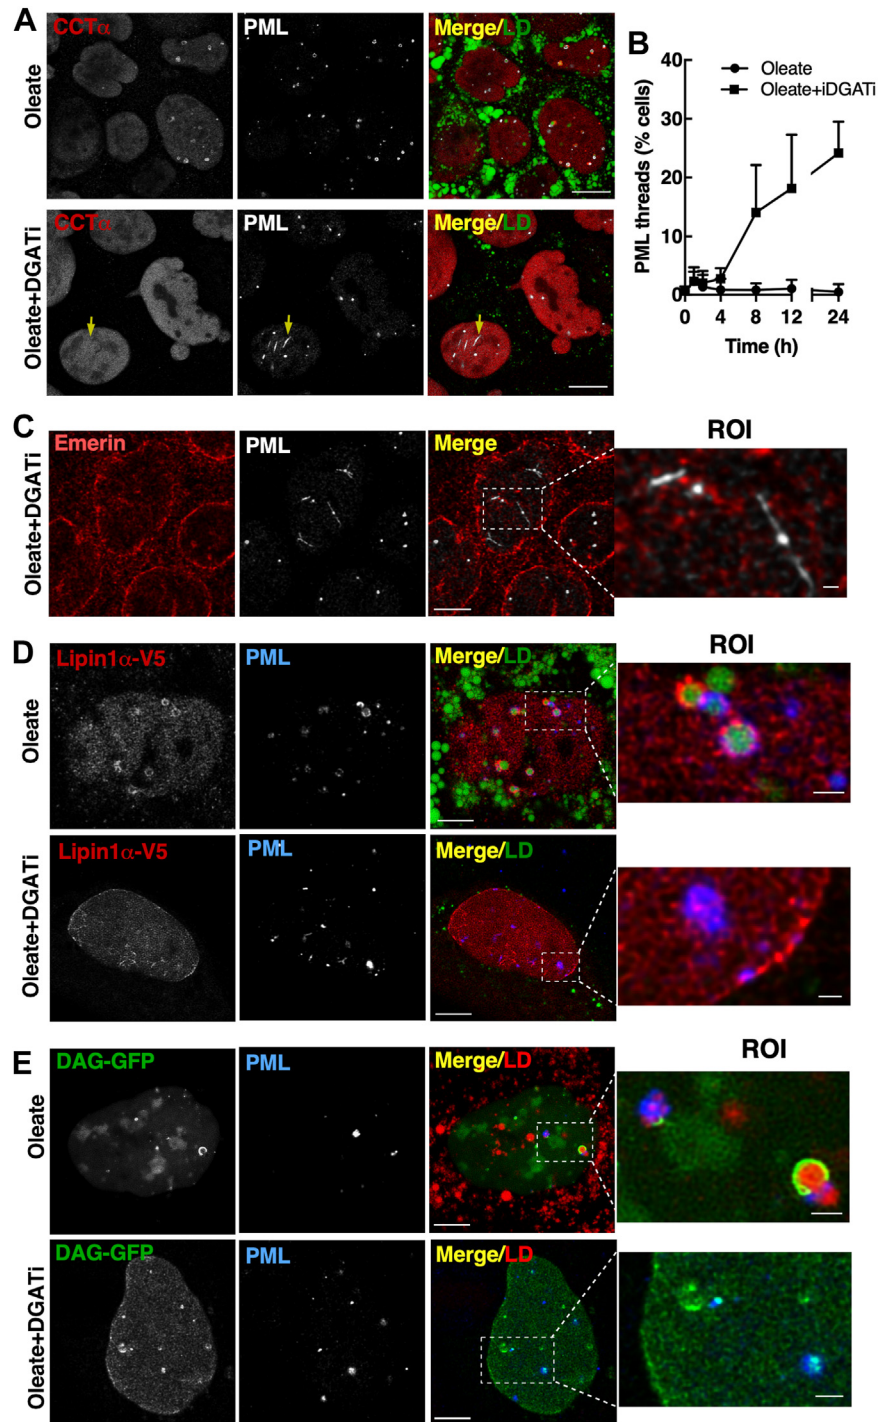 A
CCTα
PML
Merge/LD
Oleate
CCTα
PML
Merge/LD
Oleate+DGATi
B
Oleate
Oleate+iDGATi
PML threads (% cells)
40
30
20
10
0
0 4 8 12 24
Time (h)
C
ROI
Emerin
PML
Merge
Oleate+DGATi
D
ROI
Lipin1α-V5
PML
Merge/LD
Oleate
Lipin1α-V5
PML
Merge/LD
Oleate+DGATi
E
ROI
DAG-GFP
PML
Merge/LD
Oleate
DAG-GFP
PML
Merge/LD
Oleate+DGATi